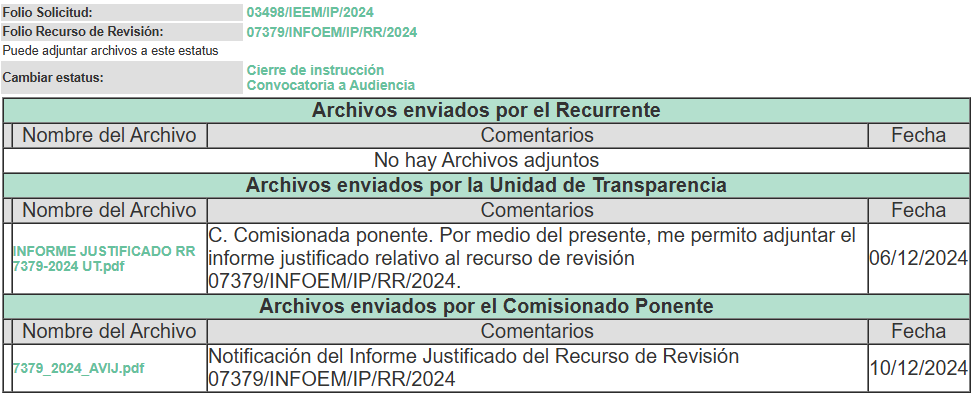 Folio Solicitud: 03498/IEEM/IP/2024
Folio Recurso de Revisión: 07379/INFOEM/IP/RR/2024
Puede adjuntar archivos a este estatus
Cambiar estatus: Cierre de instrucción
Convocatoria a Audiencia
Archivos enviados por el Recurrente
Nombre del Archivo Comentarios Fecha
No hay Archivos adjuntos
Archivos enviados por la Unidad de Transparencia
Nombre del Archivo Comentarios Fecha
INFORME JUSTIFICADO RR
7379-2024 UT.pdf
C. Comisionada ponente. Por medio del presente, me permito adjuntar el
informe justificado relativo al recurso de revisión
07379/INFOEM/IP/RR/2024.
06/12/2024
Archivos enviados por el Comisionado Ponente
Nombre del Archivo Comentarios Fecha
7379_2024_AVIJ.pdf
Notificación del Informe Justificado del Recurso de Revisión
07379/INFOEM/IP/RR/2024
10/12/2024